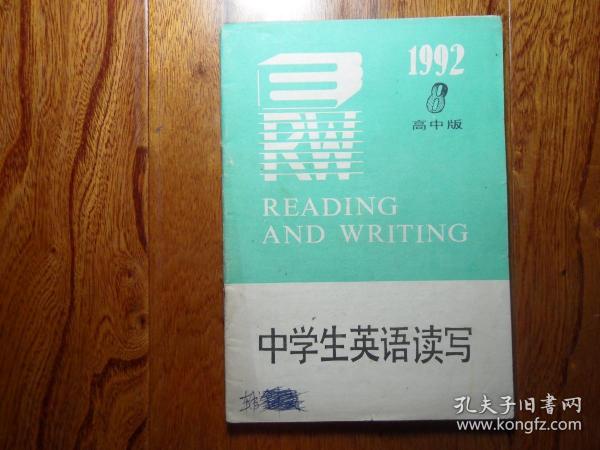 1992
8
高中版
RW
READING
AND WRITING
中学生英语读写
孔夫子旧书网
www.kongfz.com